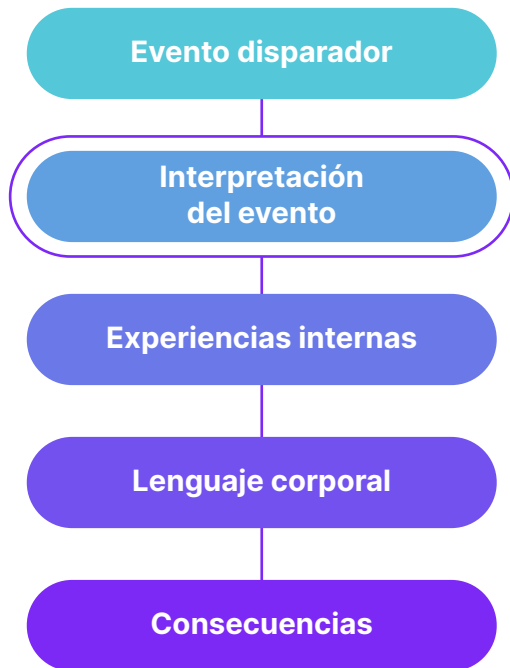 Evento disparador
Interpretación
del evento
Experiencias internas
Lenguaje corporal
Consecuencias